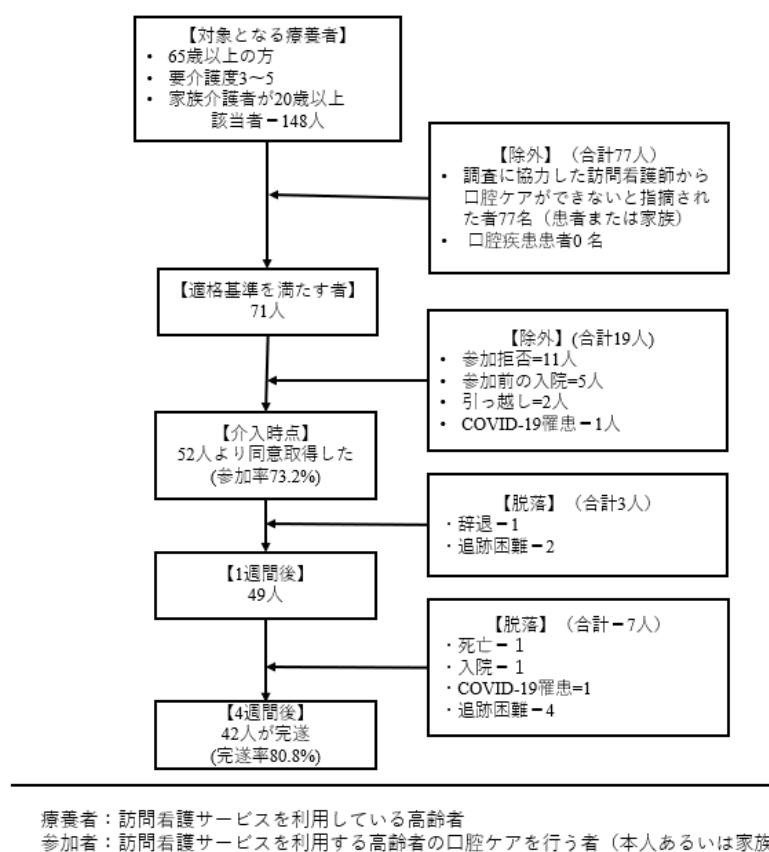 【対象となる療養者】
• 65歳以上の方
• 要介護度3～5
• 家族介護者が20歳以上
該当者＝148人
【除外】（合計77人）
• 調査に協力した訪問看護師から
口腔ケアができないと指摘され
た者77名（患者または家族）
• 口腔疾患患者0 名
【適格基準を満たす者】
71人
【除外】(合計19人)
• 参加拒否=11人
• 参加前の入院=5人
• 引っ越し=2人
• COVID-19罹患＝1人
【介入時点】
52人より同意取得した
(参加率73.2%)
【脱落】（合計3人）
・辞退＝1
・追跡困難＝2
【1週間後】
49人
【脱落】（合計＝7人）
・死亡＝１
・入院＝１
・COVID-19罹患=1
・追跡困難＝4
【4週間後】
42人が完遂
(完遂率80.8%)
療養者：訪問看護サービスを利用している高齢者
参加者：訪問看護サービスを利用する高齢者の口腔ケアを行う者（本人あるいは家族